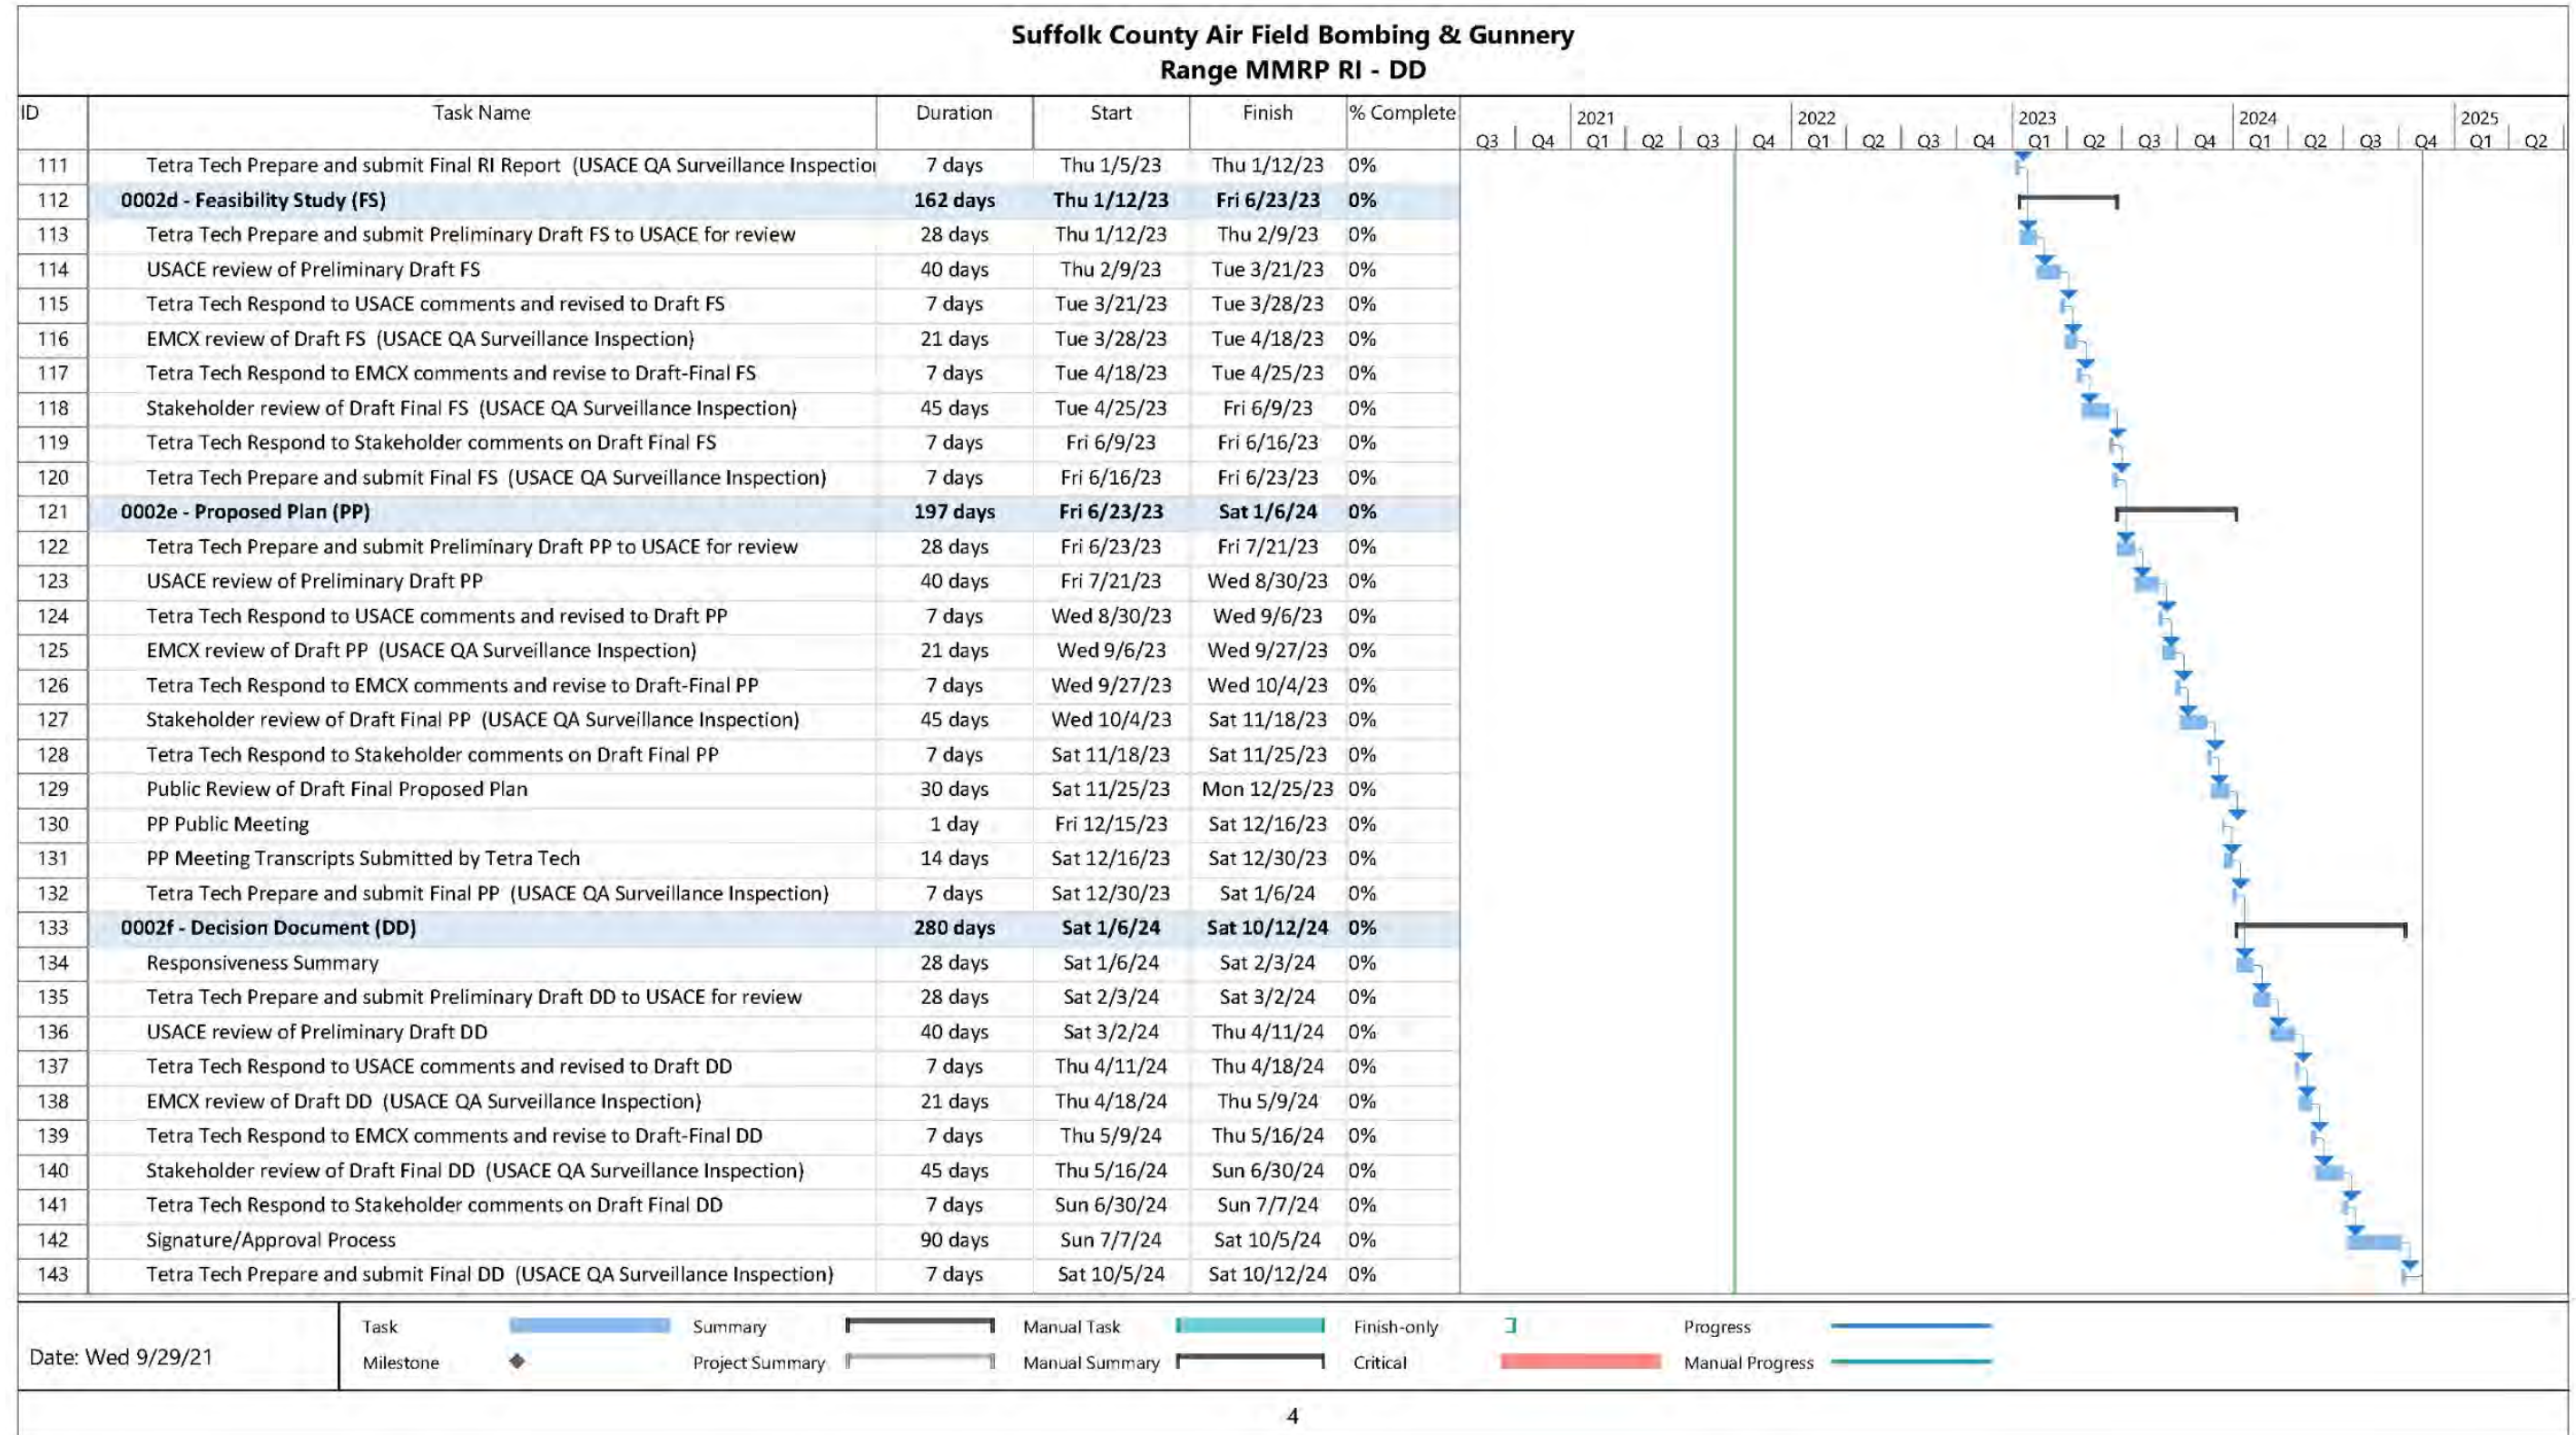 Suffolk County Air Field Bombing & Gunnery
Range MMRP RI - DD
ID Task Name Duration Start Finish % Complete
2021 2022 2023 2024 2025
Q3 Q4 Q1 Q2 Q3 Q4 Q1 Q2 Q3 Q4 Q1 Q2 Q3 Q4 Q1 Q2 Q3 Q4 Q1 Q2
111 Tetra Tech Prepare and submit Final RI Report (USACE QA Surveillance Inspection 7 days Thu 1/5/23 Thu 1/12/23 0%
112 0002d - Feasibility Study (FS) 162 days Thu 1/12/23 Fri 6/23/23 0%
113 Tetra Tech Prepare and submit Preliminary Draft FS to USACE for review 28 days Thu 1/12/23 Thu 2/9/23 0%
114 USACE review of Preliminary Draft FS 40 days Thu 2/9/23 Tue 3/21/23 0%
115 Tetra Tech Respond to USACE comments and revised to Draft FS 7 days Tue 3/21/23 Tue 3/28/23 0%
116 EMCX review of Draft FS (USACE QA Surveillance Inspection) 21 days Tue 3/28/23 Tue 4/18/23 0%
117 Tetra Tech Respond to EMCX comments and revise to Draft-Final FS 7 days Tue 4/18/23 Tue 4/25/23 0%
118 Stakeholder review of Draft Final FS (USACE QA Surveillance Inspection) 45 days Tue 4/25/23 Fri 6/9/23 0%
119 Tetra Tech Respond to Stakeholder comments on Draft Final FS 7 days Fri 6/9/23 Fri 6/16/23 0%
120 Tetra Tech Prepare and submit Final FS (USACE QA Surveillance Inspection) 7 days Fri 6/16/23 Fri 6/23/23 0%
121 0002e - Proposed Plan (PP) 197 days Fri 6/23/23 Sat 1/6/24 0%
122 Tetra Tech Prepare and submit Preliminary Draft PP to USACE for review 28 days Fri 6/23/23 Fri 7/21/23 0%
123 USACE review of Preliminary Draft PP 40 days Fri 7/21/23 Wed 8/30/23 0%
124 Tetra Tech Respond to USACE comments and revised to Draft PP 7 days Wed 8/30/23 Wed 9/6/23 0%
125 EMCX review of Draft PP (USACE QA Surveillance Inspection) 21 days Wed 9/6/23 Wed 9/27/23 0%
126 Tetra Tech Respond to EMCX comments and revise to Draft-Final PP 7 days Wed 9/27/23 Wed 10/4/23 0%
127 Stakeholder review of Draft Final PP (USACE QA Surveillance Inspection) 45 days Wed 10/4/23 Sat 11/18/23 0%
128 Tetra Tech Respond to Stakeholder comments on Draft Final PP 7 days Sat 11/18/23 Sat 11/25/23 0%
129 Public Review of Draft Final Proposed Plan 30 days Sat 11/25/23 Mon 12/25/23 0%
130 PP Public Meeting 1 day Fri 12/15/23 Sat 12/16/23 0%
131 PP Meeting Transcripts Submitted by Tetra Tech 14 days Sat 12/16/23 Sat 12/30/23 0%
132 Tetra Tech Prepare and submit Final PP (USACE QA Surveillance Inspection) 7 days Sat 12/30/23 Sat 1/6/24 0%
133 0002f - Decision Document (DD) 280 days Sat 1/6/24 Sat 10/12/24 0%
134 Responsiveness Summary 28 days Sat 1/6/24 Sat 2/3/24 0%
135 Tetra Tech Prepare and submit Preliminary Draft DD to USACE for review 28 days Sat 2/3/24 Sat 3/2/24 0%
136 USACE review of Preliminary Draft DD 40 days Sat 3/2/24 Thu 4/11/24 0%
137 Tetra Tech Respond to USACE comments and revised to Draft DD 7 days Thu 4/11/24 Thu 4/18/24 0%
138 EMCX review of Draft DD (USACE QA Surveillance Inspection) 21 days Thu 4/18/24 Thu 5/9/24 0%
139 Tetra Tech Respond to EMCX comments and revise to Draft-Final DD 7 days Thu 5/9/24 Thu 5/16/24 0%
140 Stakeholder review of Draft Final DD (USACE QA Surveillance Inspection) 45 days Thu 5/16/24 Sun 6/30/24 0%
141 Tetra Tech Respond to Stakeholder comments on Draft Final DD 7 days Sun 6/30/24 Sun 7/7/24 0%
142 Signature/Approval Process 90 days Sun 7/7/24 Sat 10/5/24 0%
143 Tetra Tech Prepare and submit Final DD (USACE QA Surveillance Inspection) 7 days Sat 10/5/24 Sat 10/12/24 0%
Date: Wed 9/29/21
Task Summary Manual Task Finish-only Progress
Milestone Project Summary Manual Summary Critical Manual Progress
4